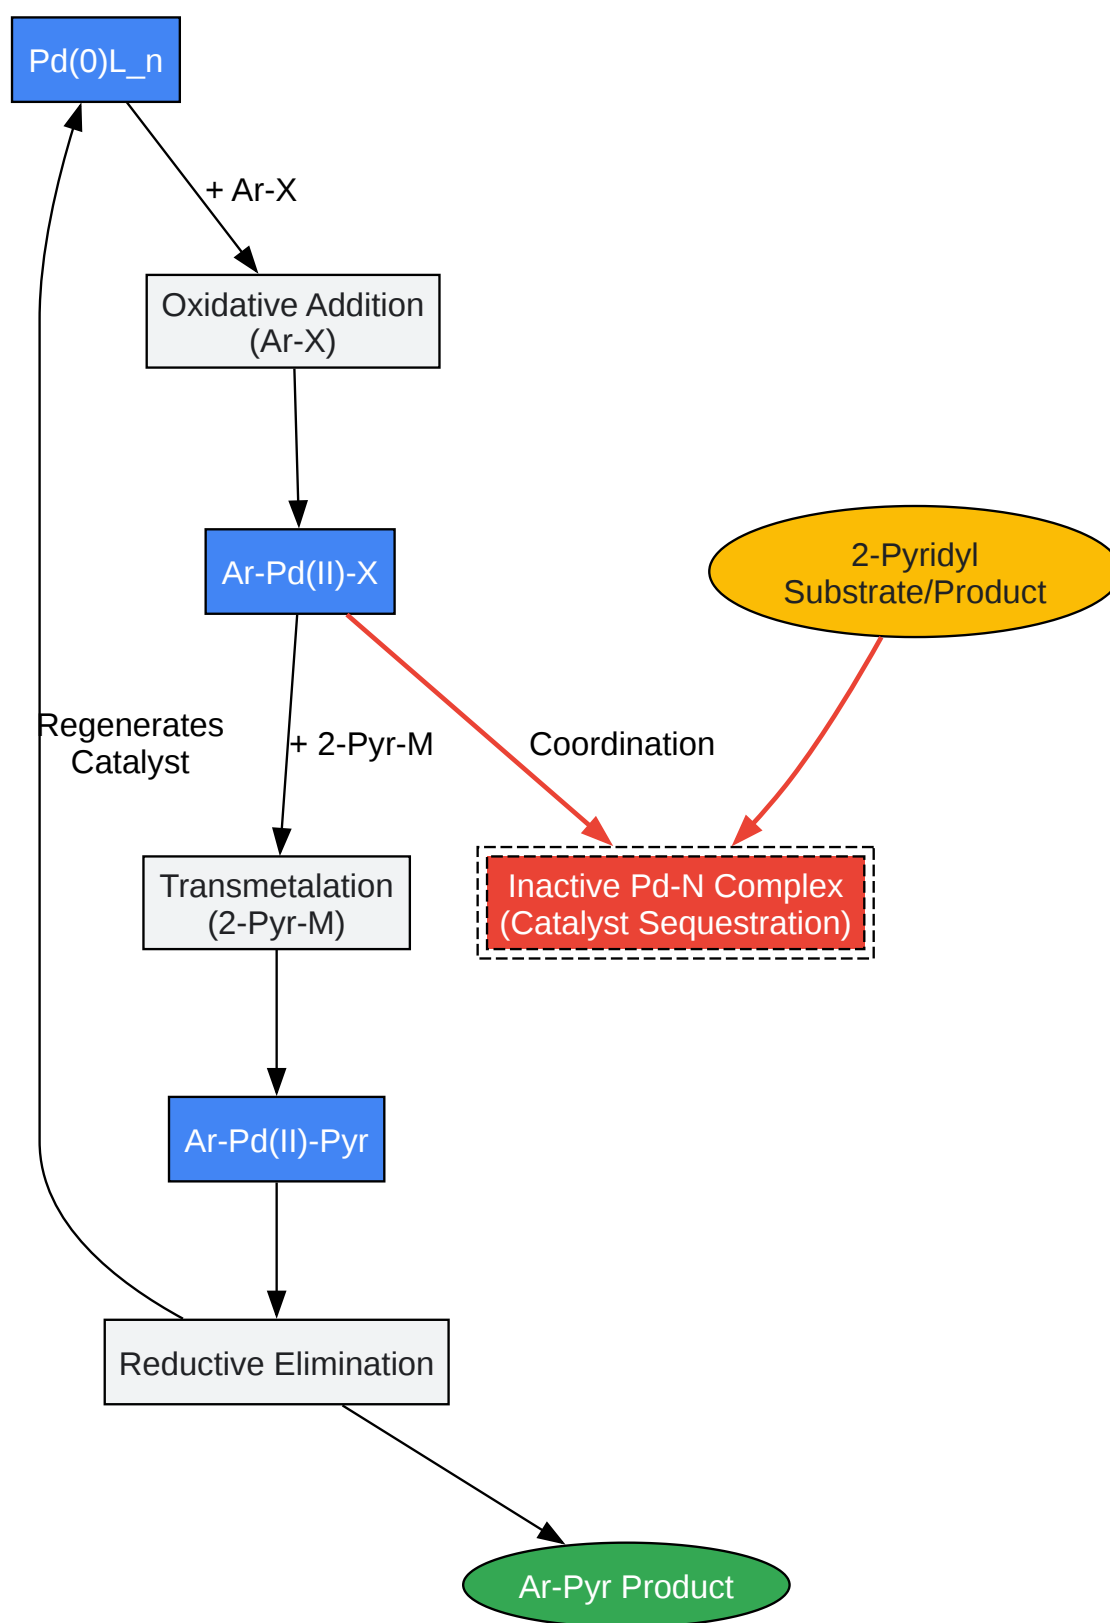 Pd(0)L_n
+ Ar-X
Oxidative Addition
(Ar-X)
Ar-Pd(II)-X
2-Pyridyl
Substrate/Product
Regenerates
Catalyst
+ 2-Pyr-M
Coordination
Transmetalation
(2-Pyr-M)
Inactive Pd-N Complex
(Catalyst Sequestration)
Ar-Pd(II)-Pyr
Reductive Elimination
Ar-Pyr Product